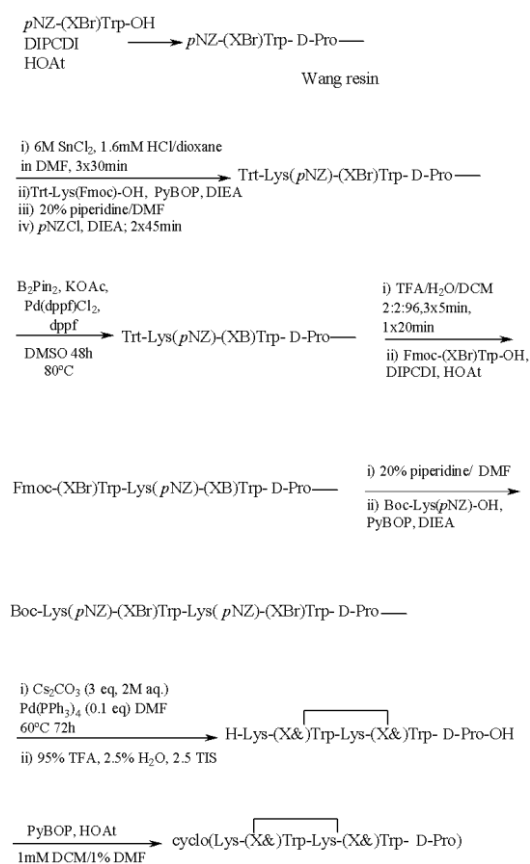 pNZ-(XBr)Trp-OH
DIPCDI
HOAt
pNZ-(XBr)Trp- D-Pro
Wang resin
i) 6M SnCl₂, 1.6mM HCl/dioxane
in DMF, 3x30min
ii)Trt-Lys(Fmoc)-OH, PyBOP, DIEA
iii) 20% piperidine/DMF
iv) pNZCl, DIEA; 2x45min
Trt-Lys(pNZ)-(XBr)Trp- D-Pro
B₂Pin₂, KOAc,
Pd(dppf)Cl₂,
dppf
DMSO 48h
80ºC
Trt-Lys(pNZ)-(XB)Trp- D-Pro
i) TFA/H₂O/DCM
2:2:96,3x5min,
1x20min
ii) Fmoc-(XBr)Trp-OH,
DIPCDI, HOAt
Fmoc-(XBr)Trp-Lys(pNZ)-(XB)Trp- D-Pro
i) 20% piperidine/ DMF
ii) Boc-Lys(pNZ)-OH,
PyBOP, DIEA
Boc-Lys(pNZ)-(XBr)Trp-Lys( pNZ)-(XBr)Trp- D-Pro
i) Cs₂CO₃ (3 eq, 2M aq.)
Pd(PPh₃)₄ (0.1 eq) DMF
60ºC 72h
ii) 95% TFA, 2.5% H₂O, 2.5 TIS
H-Lys-(X&)Trp-Lys-(X&)Trp- D-Pro-OH
PyBOP, HOAt
1mM DCM/1% DMF
cyclo(Lys-(X&)Trp-Lys-(X&)Trp- D-Pro)